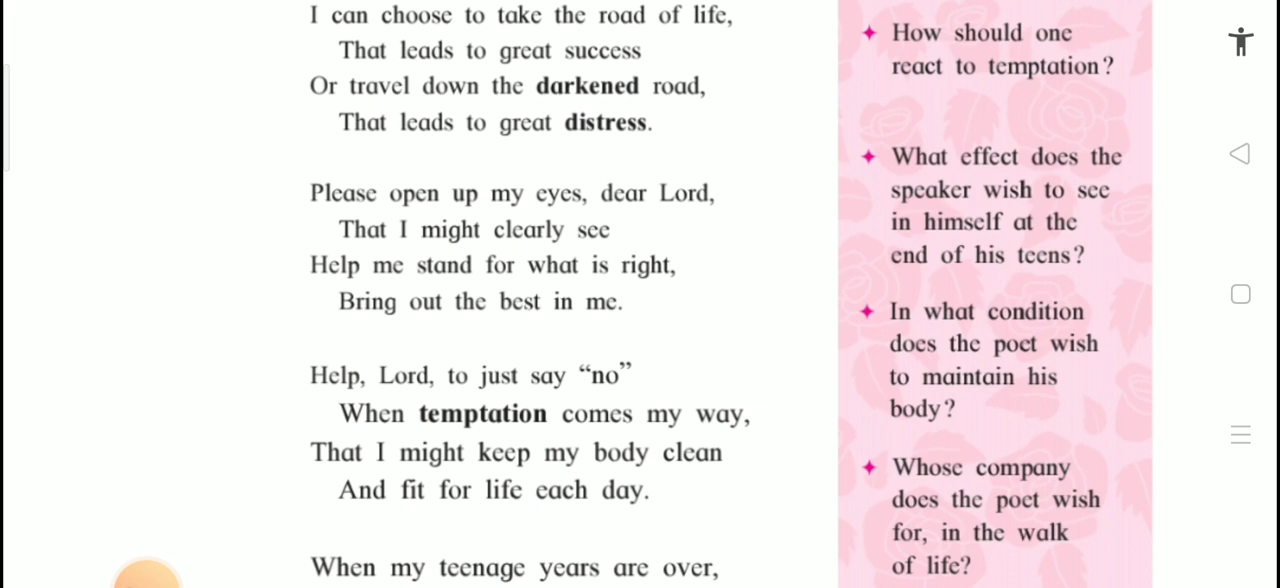 I can choose to take the road of life,
That leads to great success
Or travel down the darkened road,
That leads to great distress.
Please open up my eyes, dear Lord,
That I might clearly see
Help me stand for what is right,
Bring out the best in me.
Help, Lord, to just say “no”
When temptation comes my way,
That I might keep my body clean
And fit for life each day.
When my teenage years are over,
How should one
react to temptation?
What effect does the
speaker wish to see
in himself at the
end of his teens?
In what condition
does the poet wish
to maintain his
body?
Whose company
does the poet wish
for, in the walk
of life?